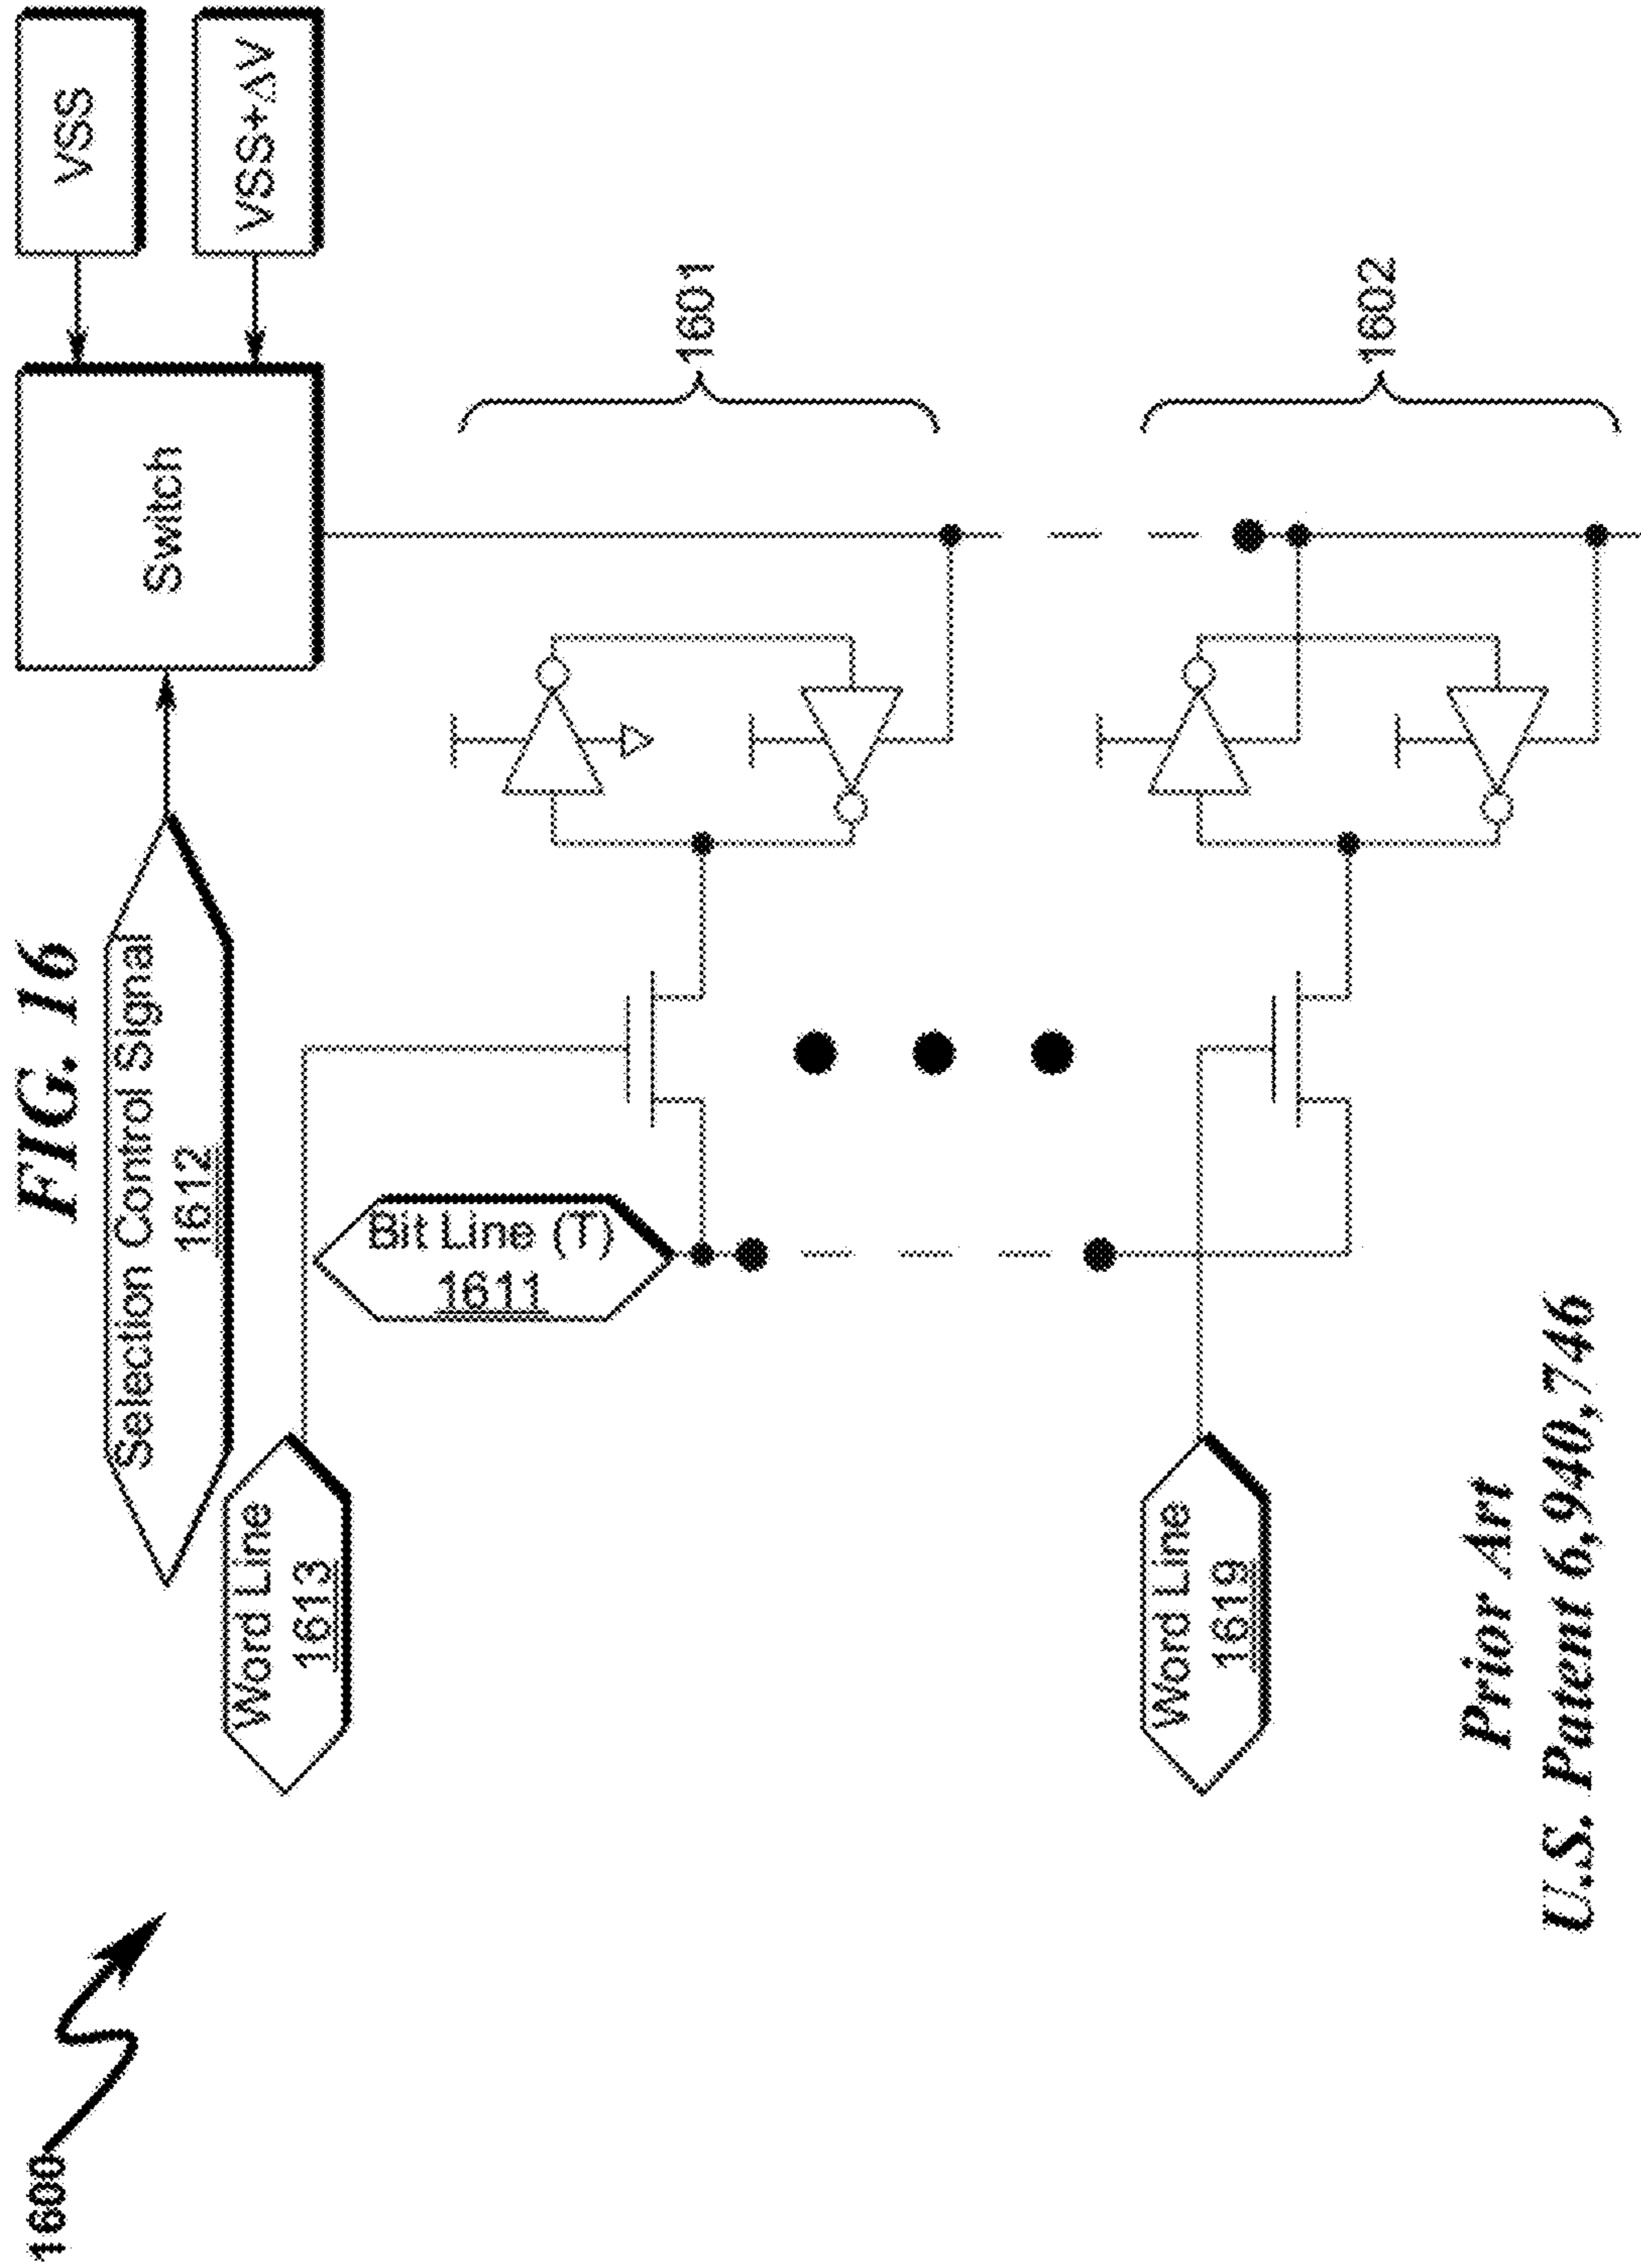 1600
FIG. 16
Selection Control Signal
1612
Switch
VSS
VSS+ΔV
Word Line
1613
Bit Line (T)
1611
1601
Word Line
1619
1602
Prior Art
U.S. Patent 6,940,746